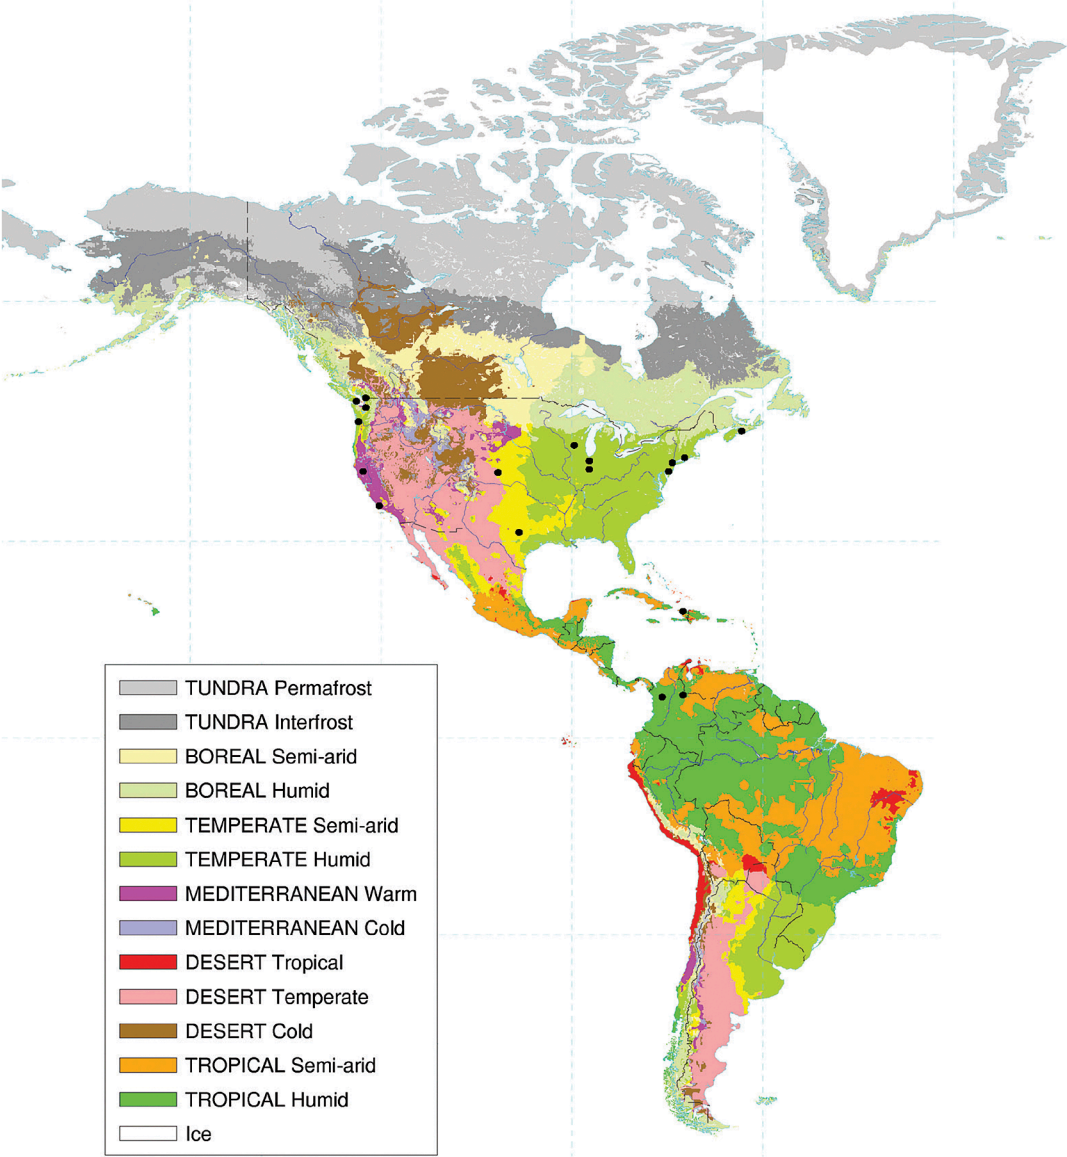 TUNDRA Permafrost
TUNDRA Interfrost
BOREAL Semi-arid
BOREAL Humid
TEMPERATE Semi-arid
TEMPERATE Humid
MEDITERRANEAN Warm
MEDITERRANEAN Cold
DESERT Tropical
DESERT Temperate
DESERT Cold
TROPICAL Semi-arid
TROPICAL Humid
Ice